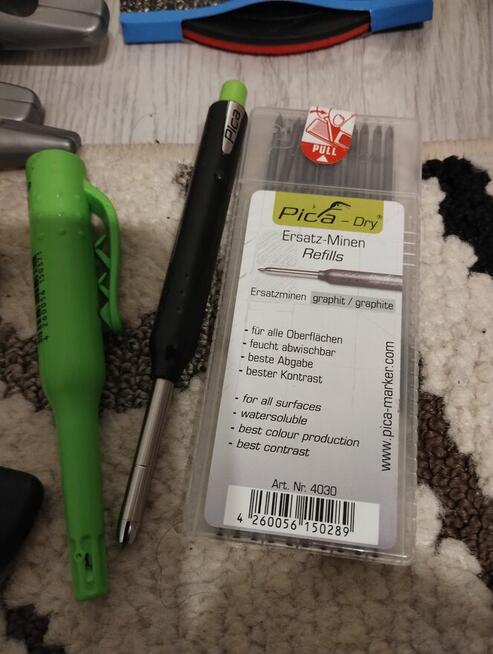 Pica
PULL
Pica-Dry®
Ersatz-Minen
Refills
Ersatzminen graphit / graphite
- für alle Oberflächen
- feucht abwischbar
- beste Abgabe
- bester Kontrast
- for all surfaces
- watersoluble
- best colour production
- best contrast
www.pica-marker.com
Art. Nr. 4030
4 260056 150289